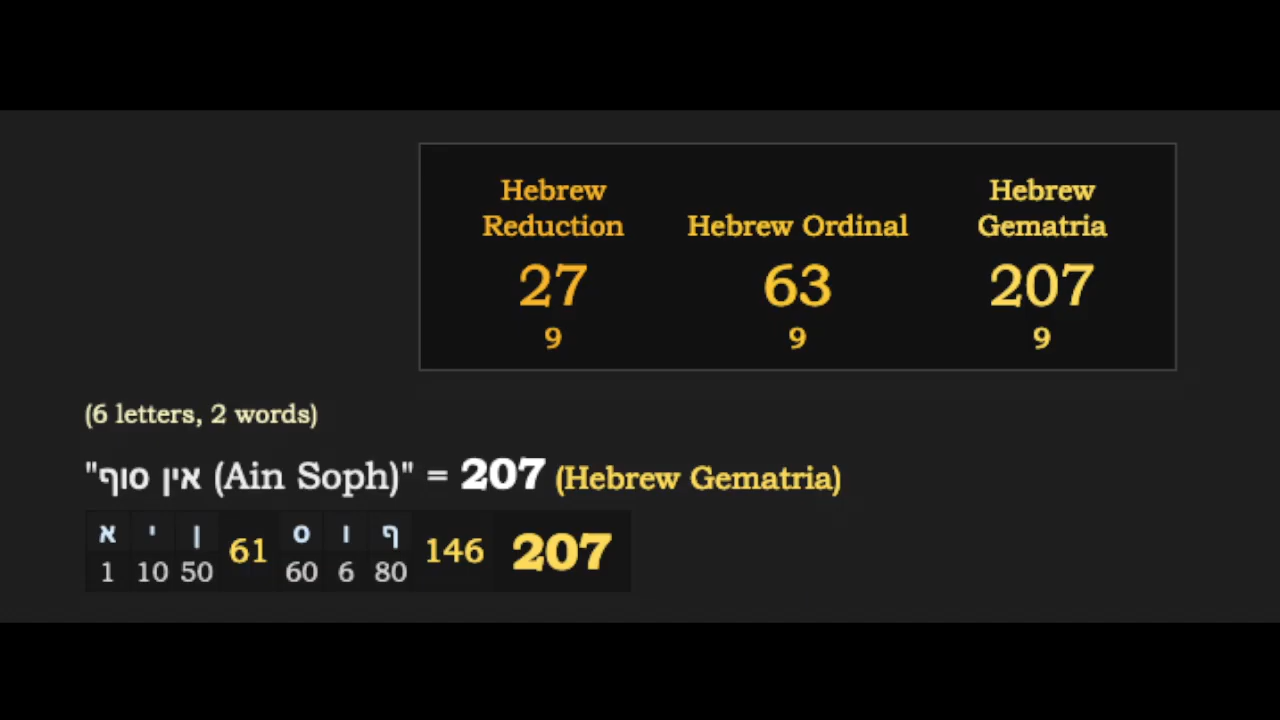 Hebrew Reduction Hebrew Ordinal Hebrew Gematria
27 63 207
9 9 9
(6 letters, 2 words)
"אין סוף (Ain Soph)" = 207 (Hebrew Gematria)
א י ן 61 ס ו ף 146 207
1 10 50 60 6 80